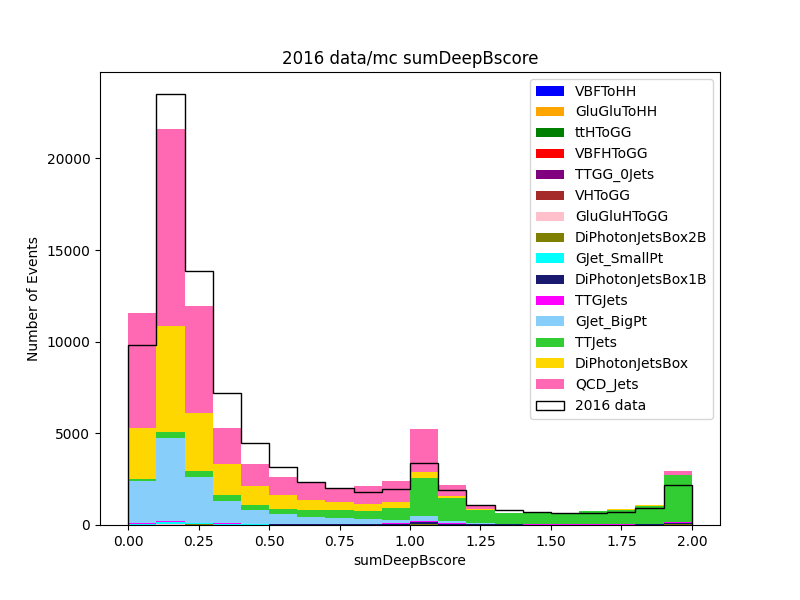 2016 data/mc sumDeepBscore
Number of Events
20000
15000
10000
5000
0
0.00 0.25 0.50 0.75 1.00 1.25 1.50 1.75 2.00
sumDeepBscore
VBFToHH
GluGluToHH
ttHToGG
VBFHToGG
TTGG_0Jets
VHToGG
GluGluHToGG
DiPhotonJetsBox2B
GJet_SmallPt
DiPhotonJetsBox1B
TTGJets
GJet_BigPt
TTJets
DiPhotonJetsBox
QCD_Jets
2016 data